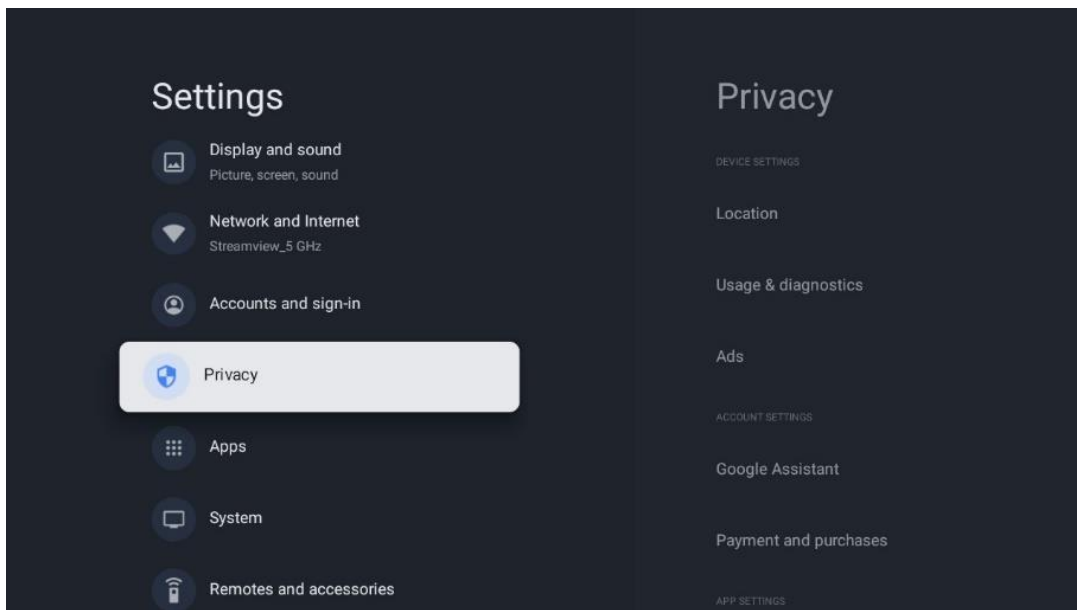 Settings
Display and sound
Picture, screen, sound
Network and Internet
Streamview_5 GHz
Accounts and sign-in
Privacy
Apps
System
Remotes and accessories
Privacy
DEVICE SETTINGS
Location
Usage & diagnostics
Ads
ACCOUNT SETTINGS
Google Assistant
Payment and purchases
APP SETTINGS